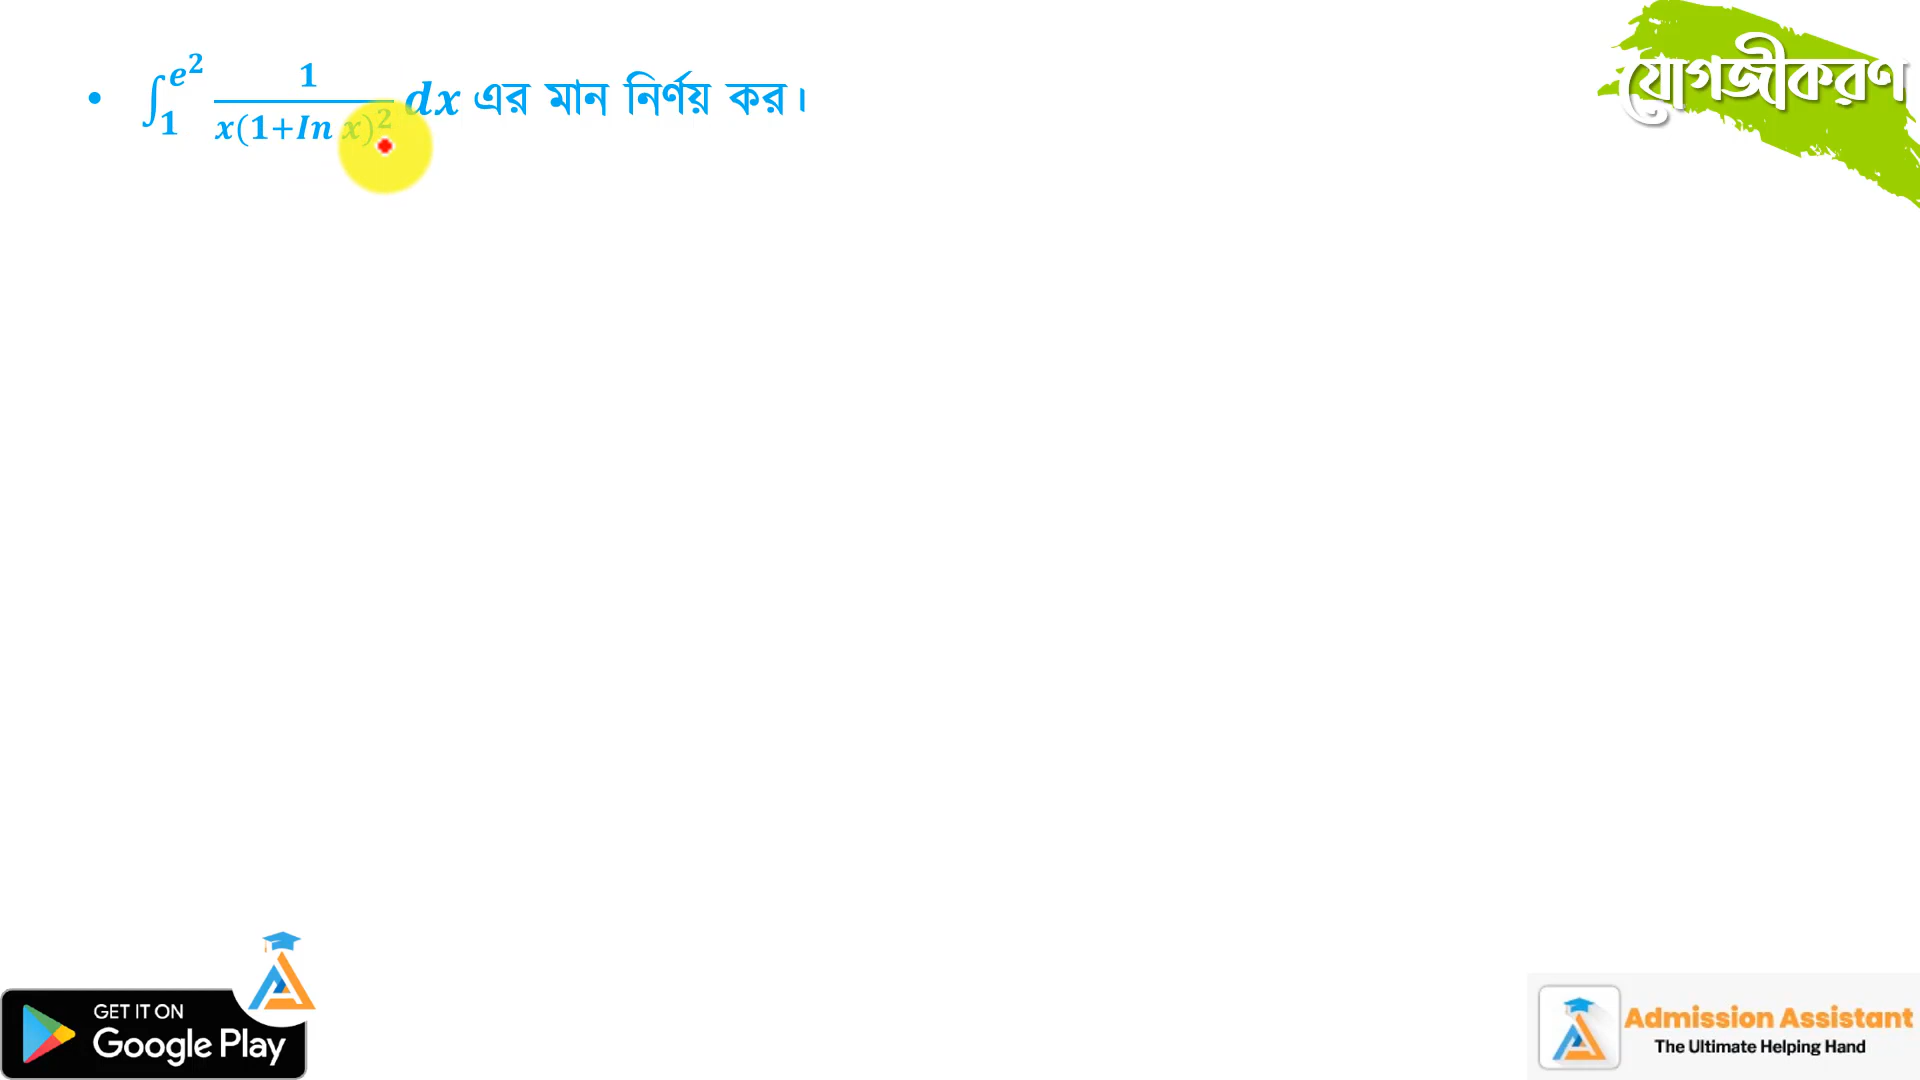 • ∫₁^{e²} 1/(x(1+In x)²) dx এর মান নির্ণয় কর।
যোগজীকরণ
GET IT ON
Google Play
Admission Assistant
The Ultimate Helping Hand